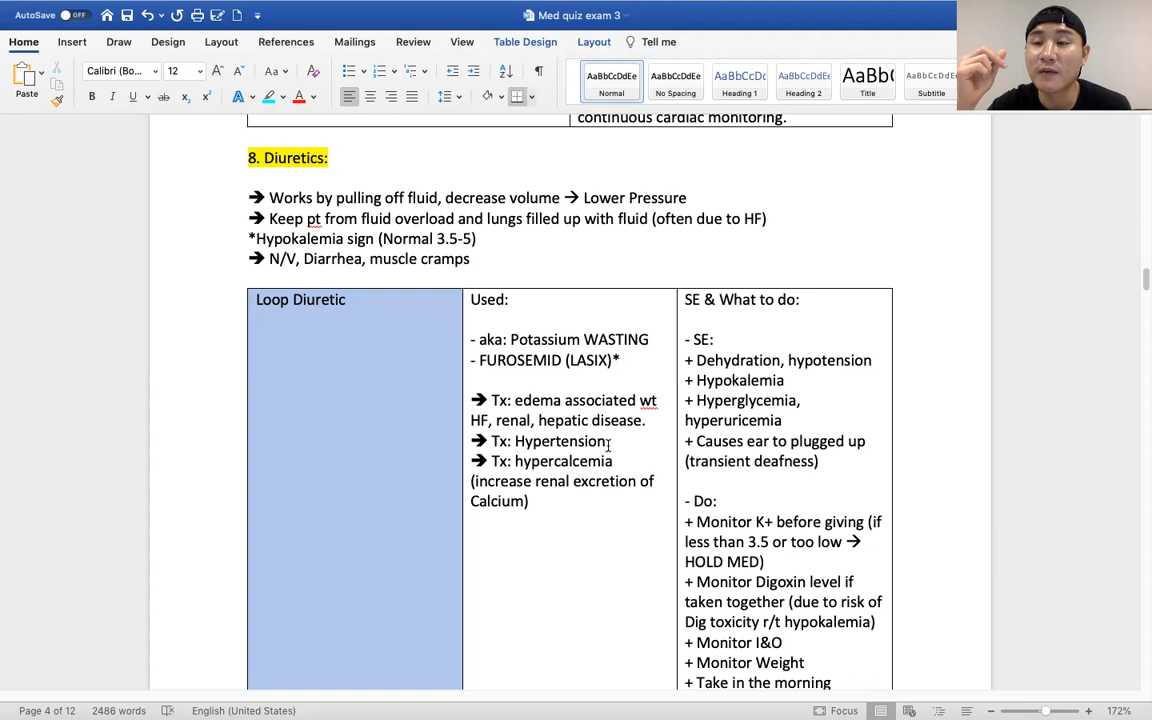 AutoSave OFF Med quiz exam 3
Home Insert Draw Design Layout References Mailings Review View Table Design Layout Tell me
Paste Calibri (Bo... 12 A^ A˅ Aa B I U ab x₂ x² A A ¶ AaBbCcDdEe AaBbCcDdEe AaBbCcDc AaBbCcDdEe AaBbC AaBbCcDdEe
Normal No Spacing Heading 1 Heading 2 Title Subtitle
continuous cardiac monitoring.
8. Diuretics:
➔ Works by pulling off fluid, decrease volume → Lower Pressure
➔ Keep pt from fluid overload and lungs filled up with fluid (often due to HF)
*Hypokalemia sign (Normal 3.5-5)
➔ N/V, Diarrhea, muscle cramps
Loop Diuretic
Used:
- aka: Potassium WASTING
- FUROSEMID (LASIX)*
➔ Tx: edema associated wt
HF, renal, hepatic disease.
➔ Tx: Hypertension
➔ Tx: hypercalcemia
(increase renal excretion of
Calcium)
SE & What to do:
- SE:
+ Dehydration, hypotension
+ Hypokalemia
+ Hyperglycemia,
hyperuricemia
+ Causes ear to plugged up
(transient deafness)
- Do:
+ Monitor K+ before giving (if
less than 3.5 or too low →
HOLD MED)
+ Monitor Digoxin level if
taken together (due to risk of
Dig toxicity r/t hypokalemia)
+ Monitor I&O
+ Monitor Weight
+ Take in the morning
Page 4 of 12 2486 words English (United States) Focus 172%